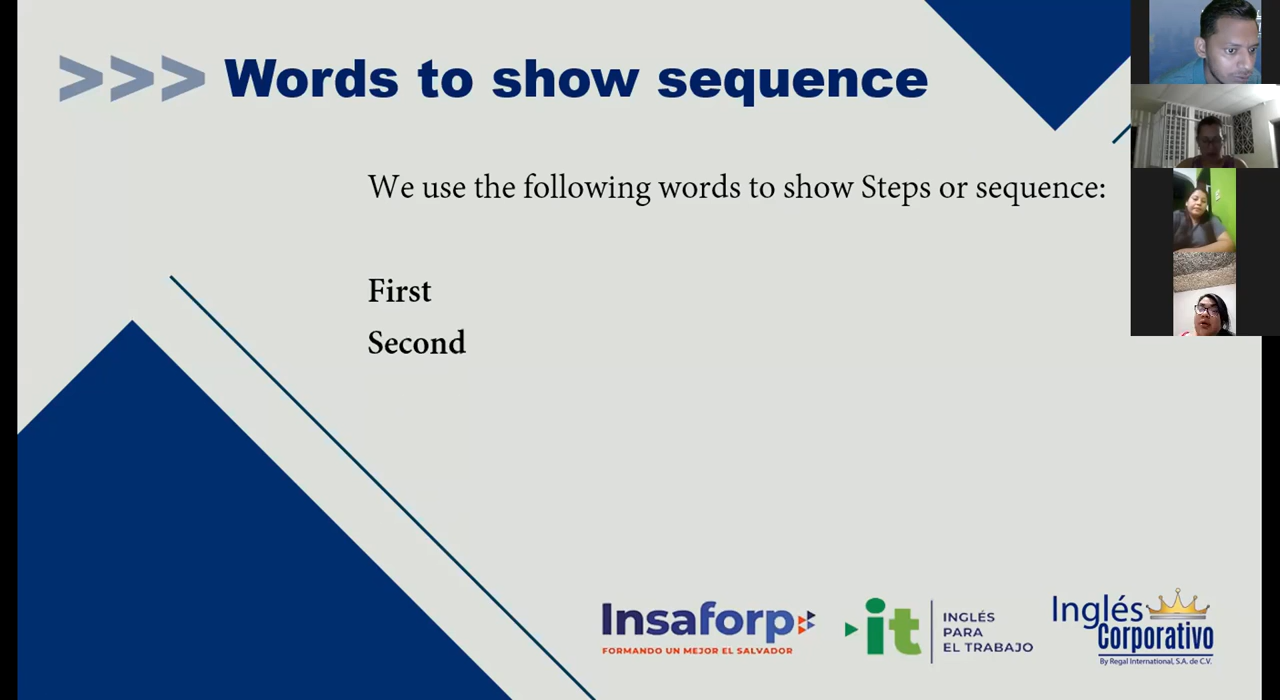 >>> Words to show sequence
We use the following words to show Steps or sequence:
First
Second
Insaforp
FORMANDO UN MEJOR EL SALVADOR
it
INGLÉS
PARA
EL TRABAJO
Inglés
Corporativo
By Regal International, S.A. de C.V.